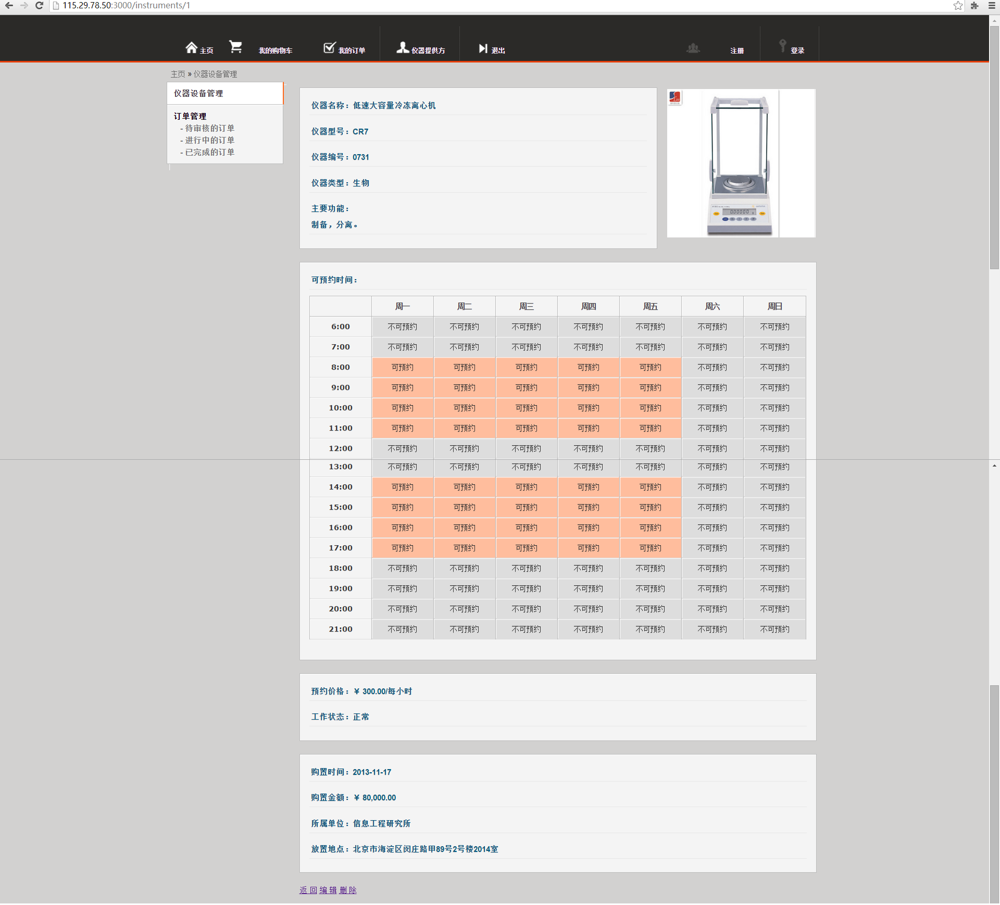 115.29.78.50:3000/instruments/1
主页 我的购物车 我的订单 仪器提供方 退出 注册 登录
主页 » 仪器设备管理
仪器设备管理
订单管理
- 待审核的订单
- 进行中的订单
- 已完成的订单
仪器名称：低速大容量冷冻离心机
仪器型号：CR7
仪器编号：0731
仪器类型：生物
主要功能：
制备，分离。
0.00000 g
可预约时间：
周一 周二 周三 周四 周五 周六 周日
6:00 不可预约 不可预约 不可预约 不可预约 不可预约 不可预约 不可预约
7:00 不可预约 不可预约 不可预约 不可预约 不可预约 不可预约 不可预约
8:00 可预约 可预约 可预约 可预约 可预约 不可预约 不可预约
9:00 可预约 可预约 可预约 可预约 可预约 不可预约 不可预约
10:00 可预约 可预约 可预约 可预约 可预约 不可预约 不可预约
11:00 可预约 可预约 可预约 可预约 可预约 不可预约 不可预约
12:00 不可预约 不可预约 不可预约 不可预约 不可预约 不可预约 不可预约
13:00 不可预约 不可预约 不可预约 不可预约 不可预约 不可预约 不可预约
14:00 可预约 可预约 可预约 可预约 可预约 不可预约 不可预约
15:00 可预约 可预约 可预约 可预约 可预约 不可预约 不可预约
16:00 可预约 可预约 可预约 可预约 可预约 不可预约 不可预约
17:00 可预约 可预约 可预约 可预约 可预约 不可预约 不可预约
18:00 不可预约 不可预约 不可预约 不可预约 不可预约 不可预约 不可预约
19:00 不可预约 不可预约 不可预约 不可预约 不可预约 不可预约 不可预约
20:00 不可预约 不可预约 不可预约 不可预约 不可预约 不可预约 不可预约
21:00 不可预约 不可预约 不可预约 不可预约 不可预约 不可预约 不可预约
预约价格：￥ 300.00/每小时
工作状态：正常
购置时间：2013-11-17
购置金额：￥ 80,000.00
所属单位：信息工程研究所
放置地点：北京市海淀区闵庄路甲89号2号楼2014室
返 回 编 辑 删 除